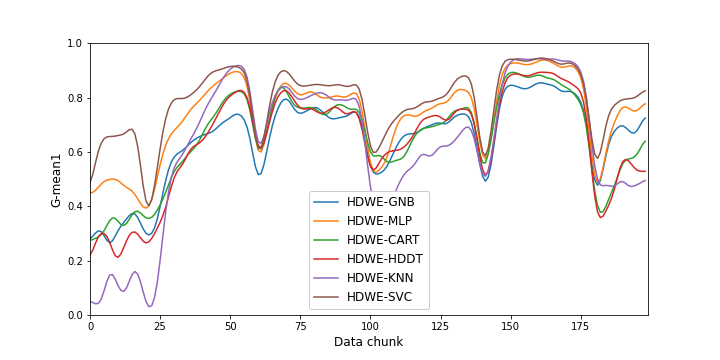 1.0
0.8
0.6
0.4
0.2
0.0
G-mean1
HDWE-GNB
HDWE-MLP
HDWE-CART
HDWE-HDDT
HDWE-KNN
HDWE-SVC
0 25 50 75 100 125 150 175
Data chunk